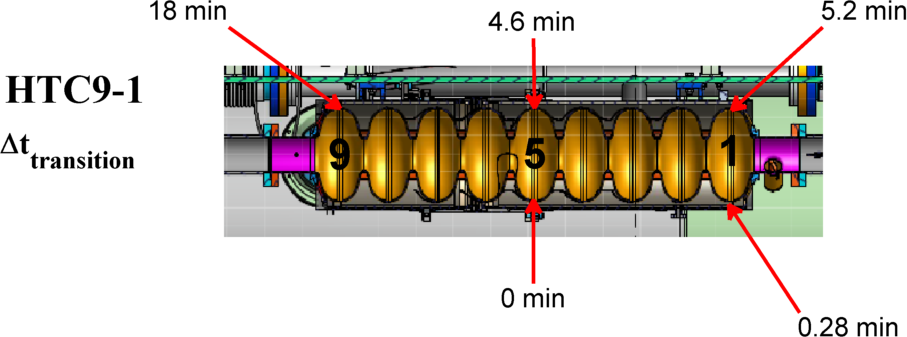 18 min
4.6 min
5.2 min
HTC9-1
Δt transition
9
5
1
0 min
0.28 min